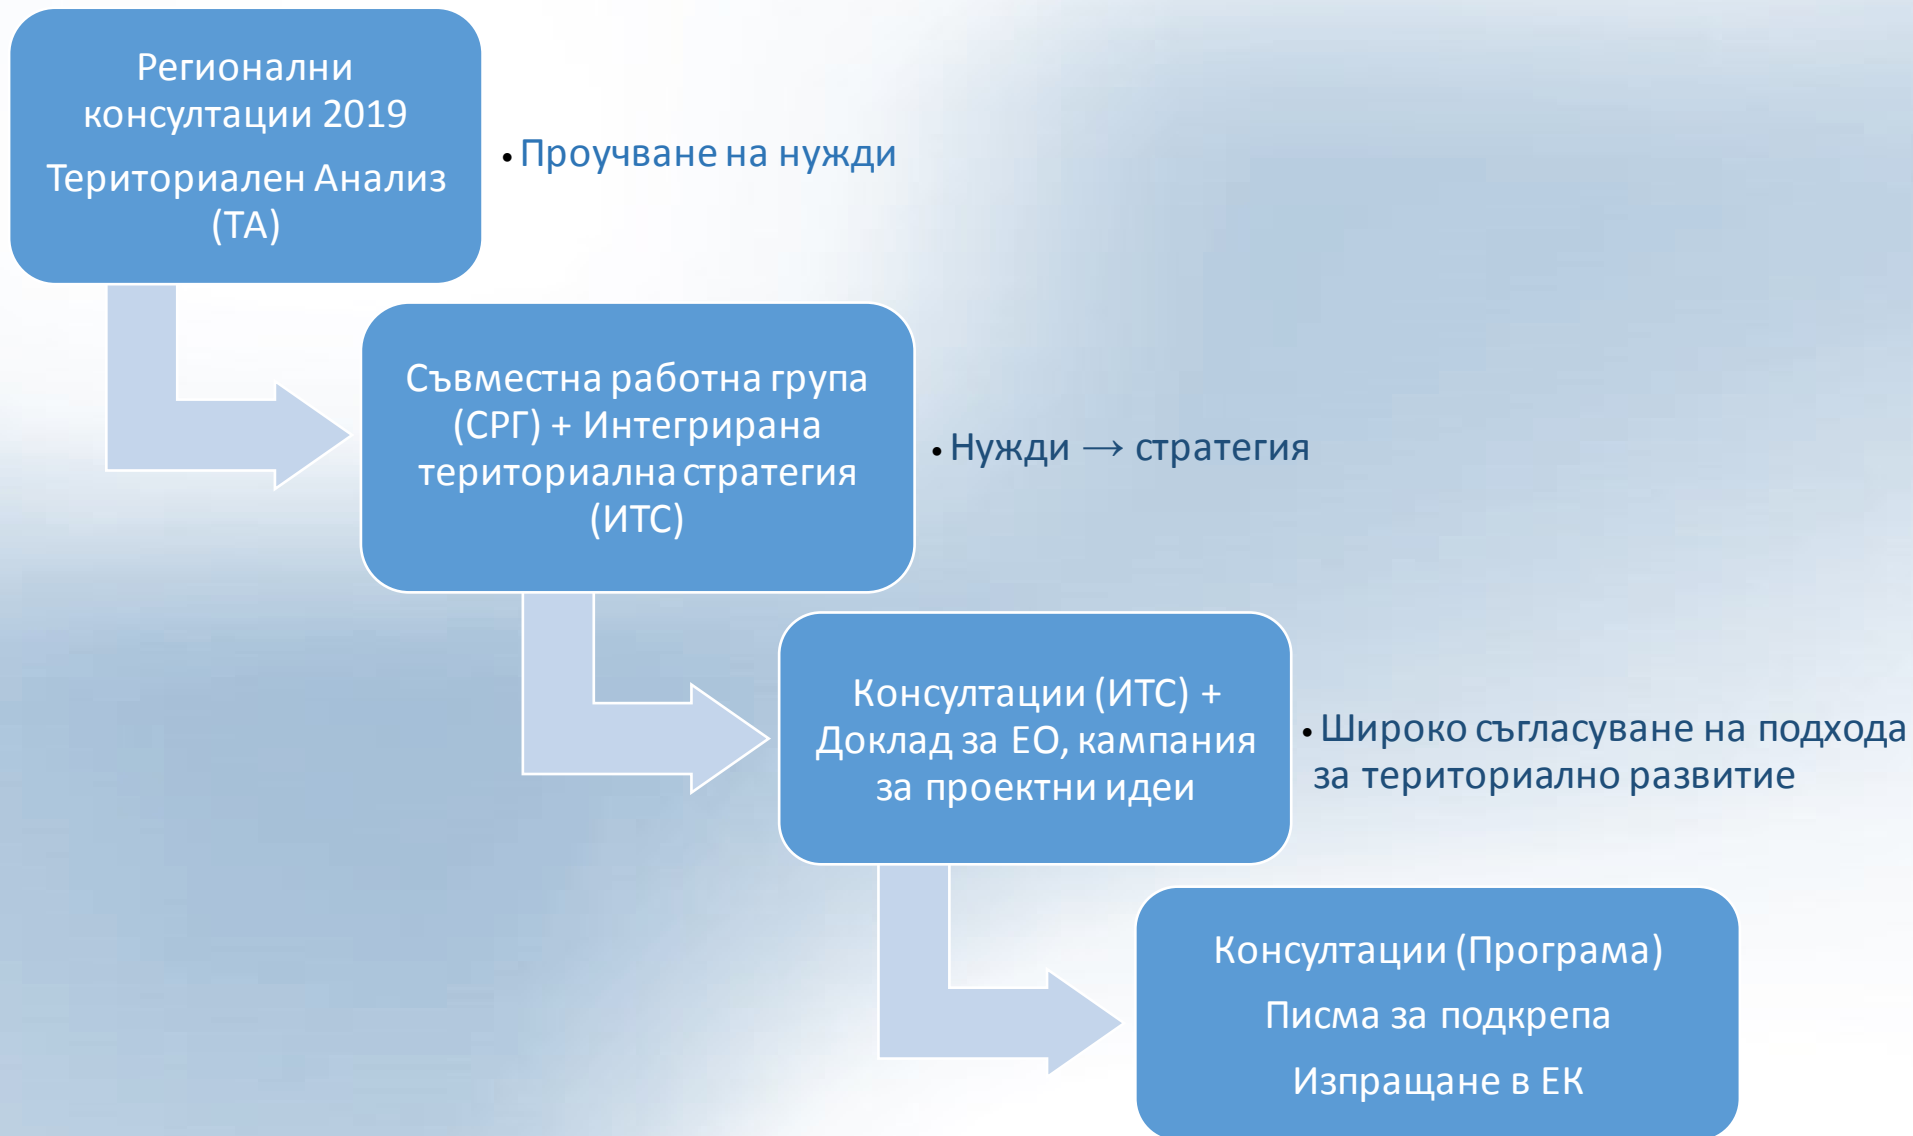 Регионални
консултации 2019
Териториален Анализ
(ТА)
• Проучване на нужди
Съвместна работна група
(СРГ) + Интегрирана
териториална стратегия
(ИТС)
• Нужди → стратегия
Консултации (ИТС) +
Доклад за ЕО, кампания
за проектни идеи
• Широко съгласуване на подхода
за териториално развитие
Консултации (Програма)
Писма за подкрепа
Изпращане в ЕК